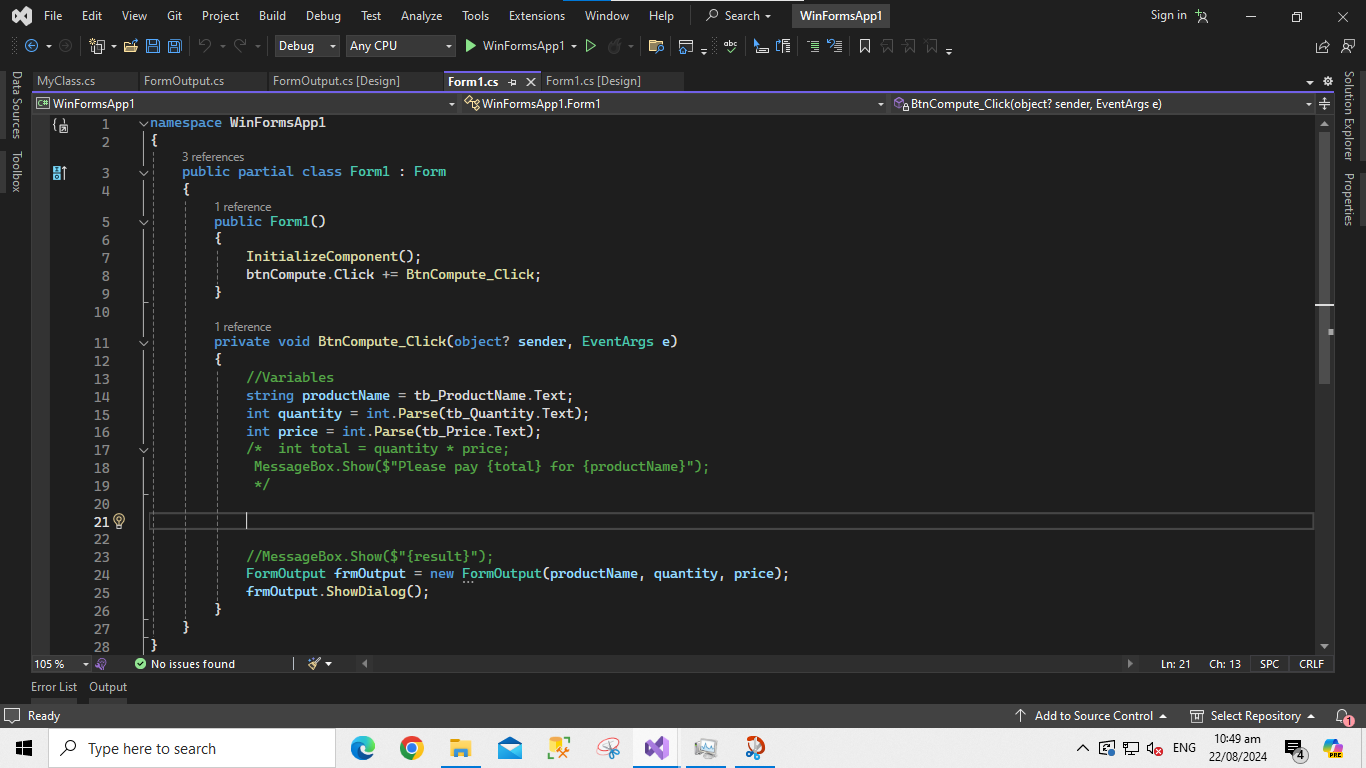 File Edit View Git Project Build Debug Test Analyze Tools Extensions Window Help Search WinFormsApp1 Sign in
Debug Any CPU WinFormsApp1
MyClass.cs FormOutput.cs FormOutput.cs [Design] Form1.cs Form1.cs [Design]
C# WinFormsApp1 WinFormsApp1.Form1 BtnCompute_Click(object? sender, EventArgs e)
Data Sources
Toolbox
Solution Explorer
Properties
1 namespace WinFormsApp1
2 {
3 references
3 public partial class Form1 : Form
4 {
1 reference
5 public Form1()
6 {
7 InitializeComponent();
8 btnCompute.Click += BtnCompute_Click;
9 }
10
1 reference
11 private void BtnCompute_Click(object? sender, EventArgs e)
12 {
13 //Variables
14 string productName = tb_ProductName.Text;
15 int quantity = int.Parse(tb_Quantity.Text);
16 int price = int.Parse(tb_Price.Text);
17 /*  int total = quantity * price;
18 MessageBox.Show($"Please pay {total} for {productName}");
19 */
20
21
22
23 //MessageBox.Show($"{result}");
24 FormOutput frmOutput = new FormOutput(productName, quantity, price);
25 frmOutput.ShowDialog();
26 }
27 }
28 }
105 % No issues found Ln: 21 Ch: 13 SPC CRLF
Error List Output
Ready Add to Source Control Select Repository 1
Type here to search ENG 10:49 am 4 PRE
22/08/2024